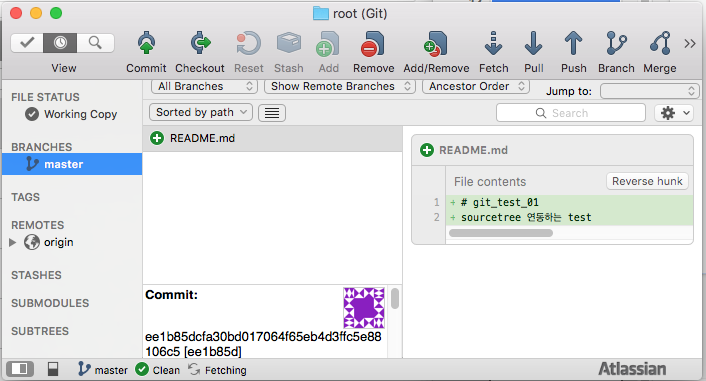 root (Git)
View Commit Checkout Reset Stash Add Remove Add/Remove Fetch Pull Push Branch Merge
All Branches Show Remote Branches Ancestor Order Jump to:
Sorted by path Search
FILE STATUS
Working Copy
BRANCHES
master
TAGS
REMOTES
origin
STASHES
SUBMODULES
SUBTREES
README.md
Commit:
ee1b85dcfa30bd017064f65eb4d3ffc5e88
106c5 [ee1b85d]
README.md
File contents Reverse hunk
1 + # git_test_01
2 + sourcetree 연동하는 test
master Clean Fetching Atlassian